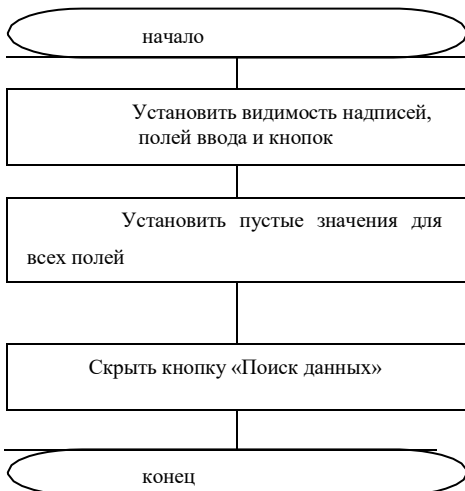 начало
Установить видимость надписей,
полей ввода и кнопок
Установить пустые значения для
всех полей
Скрыть кнопку «Поиск данных»
конец